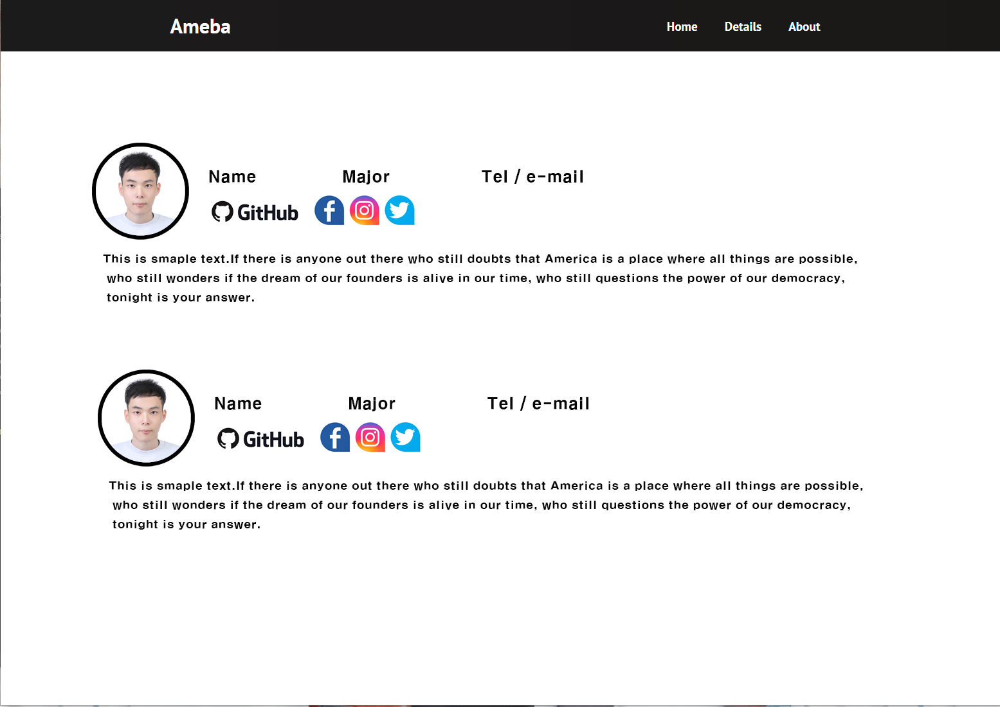 Ameba Home Details About
Name Major Tel / e-mail
GitHub
This is smaple text.If there is anyone out there who still doubts that America is a place where all things are possible,
who still wonders if the dream of our founders is alive in our time, who still questions the power of our democracy,
tonight is your answer.
Name Major Tel / e-mail
GitHub
This is smaple text.If there is anyone out there who still doubts that America is a place where all things are possible,
who still wonders if the dream of our founders is alive in our time, who still questions the power of our democracy,
tonight is your answer.